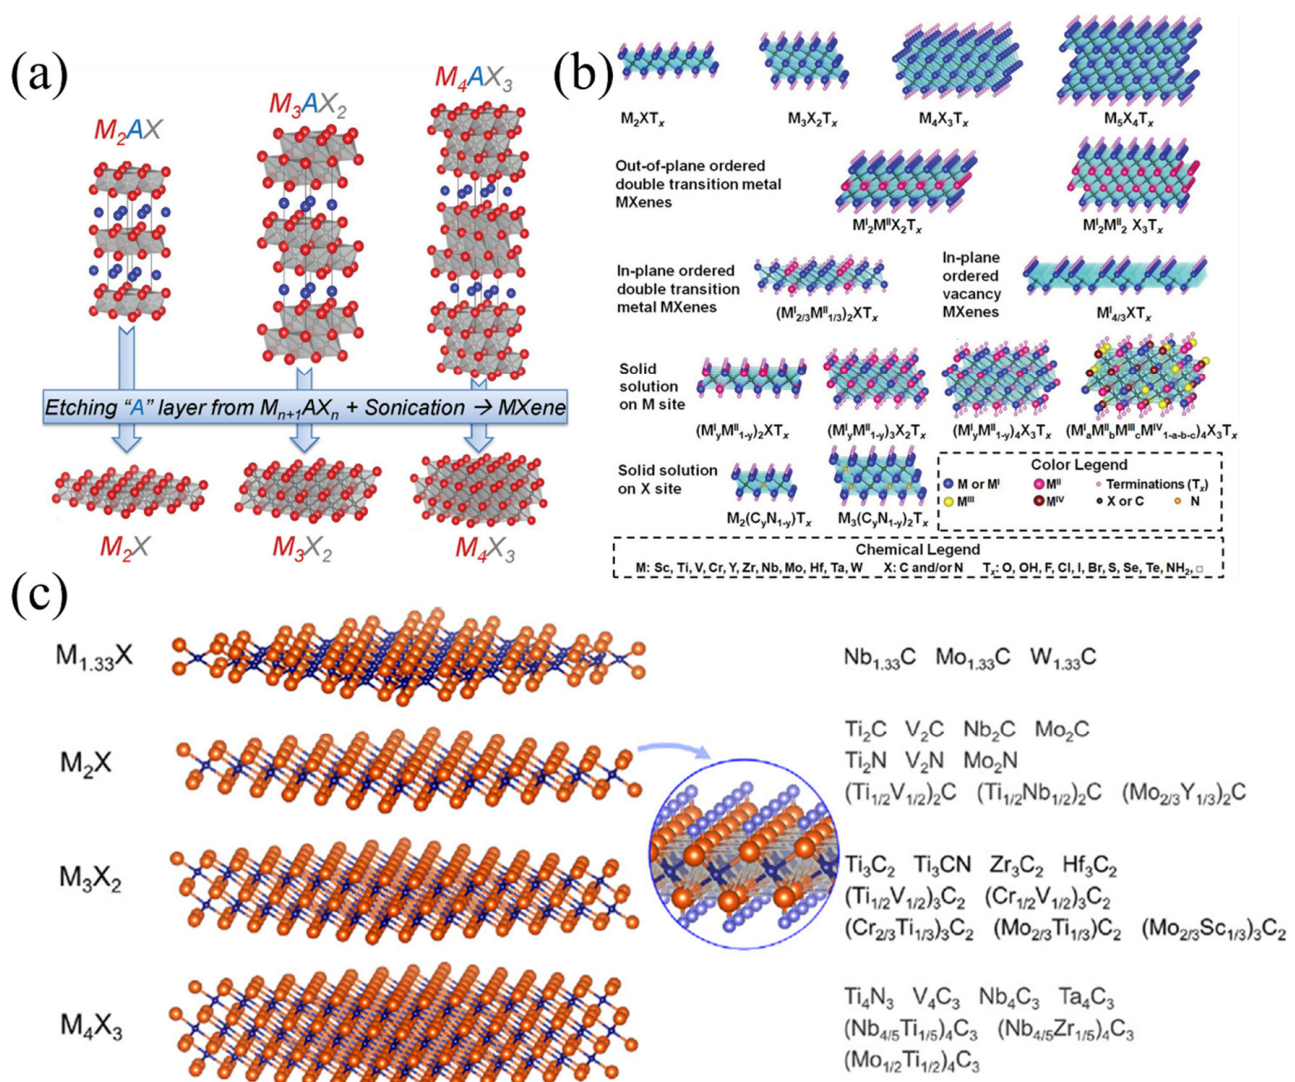 (a)
M₂AX
M₃AX₂
M₄AX₃
Etching "A" layer from Mₙ₊₁AXₙ + Sonication → MXene
M₂X
M₃X₂
M₄X₃
(b)
M₂XTₓ
M₃X₂Tₓ
M₄X₃Tₓ
M₅X₄Tₓ
Out-of-plane ordered
double transition metal
MXenes
Mᴵ₂MᴵᴵX₂Tₓ
Mᴵ₂Mᴵᴵ₂ X₃Tₓ
In-plane ordered
double transition
metal MXenes
(Mᴵ₂/₃Mᴵᴵ₁/₃)₂XTₓ
In-plane
ordered
vacancy
MXenes
Mᴵ₄/₃XTₓ
Solid
solution
on M site
(MᴵyMᴵᴵ₁₋y)₂XTₓ
(MᴵyMᴵᴵ₁₋y)₃X₂Tₓ
(MᴵyMᴵᴵ₁₋y)₄X₃Tₓ
(MᴵₐMᴵᴵbMᴵᴵᴵcMᴵⱽ₁₋ₐ₋b₋c)₄X₃Tₓ
Solid solution
on X site
M₂(CyN₁₋y)Tₓ
M₃(CyN₁₋y)₂Tₓ
Color Legend
M or Mᴵ Mᴵᴵ Terminations (Tₓ)
Mᴵᴵᴵ Mᴵⱽ X or C N
Chemical Legend
M: Sc, Ti, V, Cr, Y, Zr, Nb, Mo, Hf, Ta, W X: C and/or N Tₓ: O, OH, F, Cl, I, Br, S, Se, Te, NH₂, □
(c)
M₁.₃₃X
Nb₁.₃₃C Mo₁.₃₃C W₁.₃₃C
M₂X
Ti₂C V₂C Nb₂C Mo₂C
Ti₂N V₂N Mo₂N
(Ti₁/₂V₁/₂)₂C (Ti₁/₂Nb₁/₂)₂C (Mo₂/₃Y₁/₃)₂C
M₃X₂
Ti₃C₂ Ti₃CN Zr₃C₂ Hf₃C₂
(Ti₁/₂V₁/₂)₃C₂ (Cr₁/₂V₁/₂)₃C₂
(Cr₂/₃Ti₁/₃)₃C₂ (Mo₂/₃Ti₁/₃)C₂ (Mo₂/₃Sc₁/₃)₃C₂
M₄X₃
Ti₄N₃ V₄C₃ Nb₄C₃ Ta₄C₃
(Nb₄/₅Ti₁/₅)₄C₃ (Nb₄/₅Zr₁/₅)₄C₃
(Mo₁/₂Ti₁/₂)₄C₃